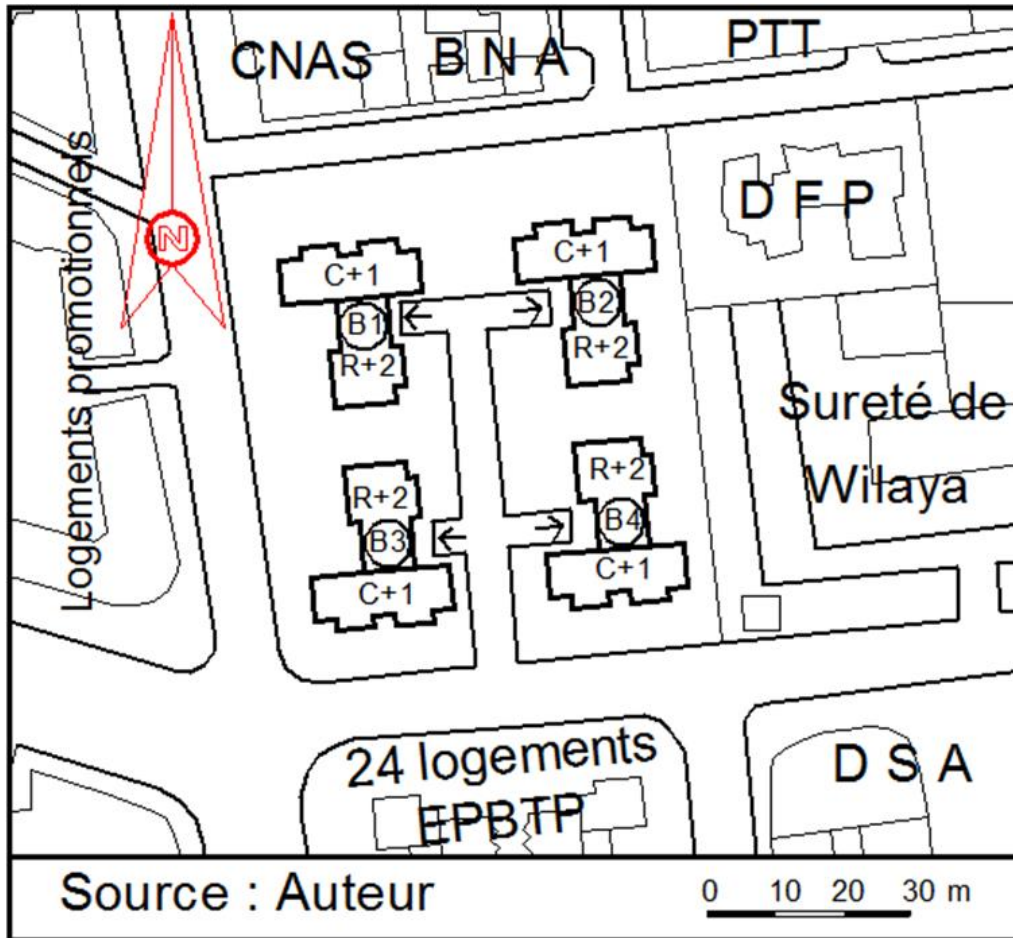 CNAS
B N A
PTT
Logements promotionnels
N
D F P
C+1
C+1
B1
B2
R+2
R+2
Sureté de
Wilaya
R+2
R+2
B3
B4
C+1
C+1
24 logements
EPBTP
D S A
Source : Auteur
0 10 20 30 m